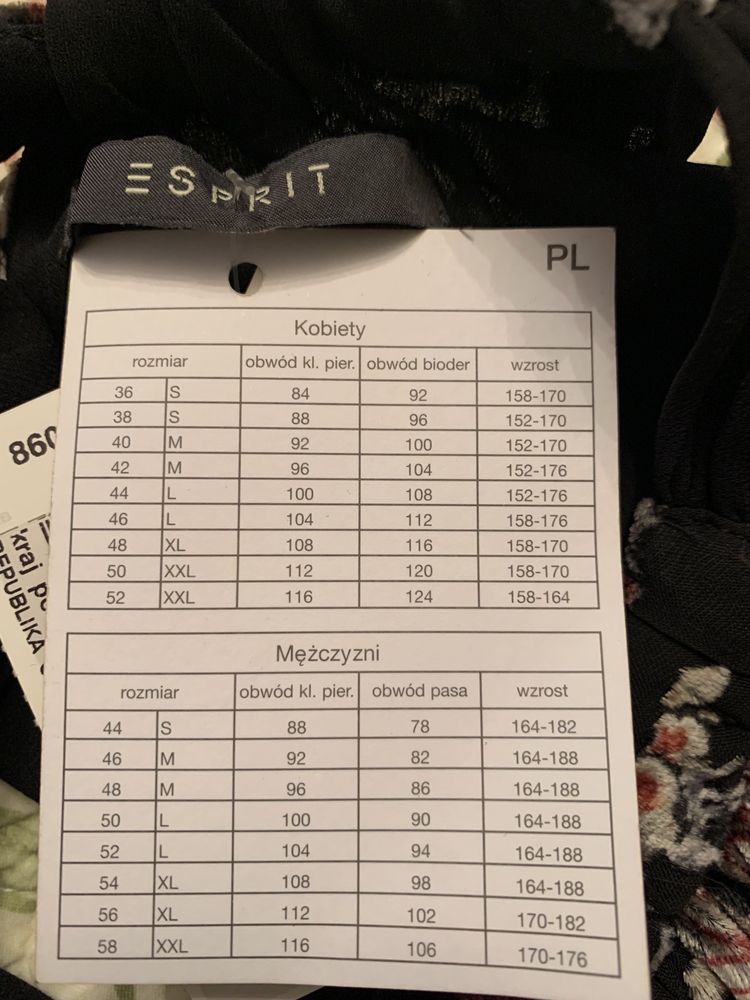 ESPRIT
PL
Kobiety
rozmiar obwód kl. pier. obwód bioder wzrost
36 S 84 92 158-170
38 S 88 96 152-170
40 M 92 100 152-170
42 M 96 104 152-176
44 L 100 108 152-176
46 L 104 112 158-176
48 XL 108 116 158-170
50 XXL 112 120 158-170
52 XXL 116 124 158-164
Mężczyzni
rozmiar obwód kl. pier. obwód pasa wzrost
44 S 88 78 164-182
46 M 92 82 164-188
48 M 96 86 164-188
50 L 100 90 164-188
52 L 104 94 164-188
54 XL 108 98 164-188
56 XL 112 102 170-182
58 XXL 116 106 170-176
860
kraj
REPUBLIKA